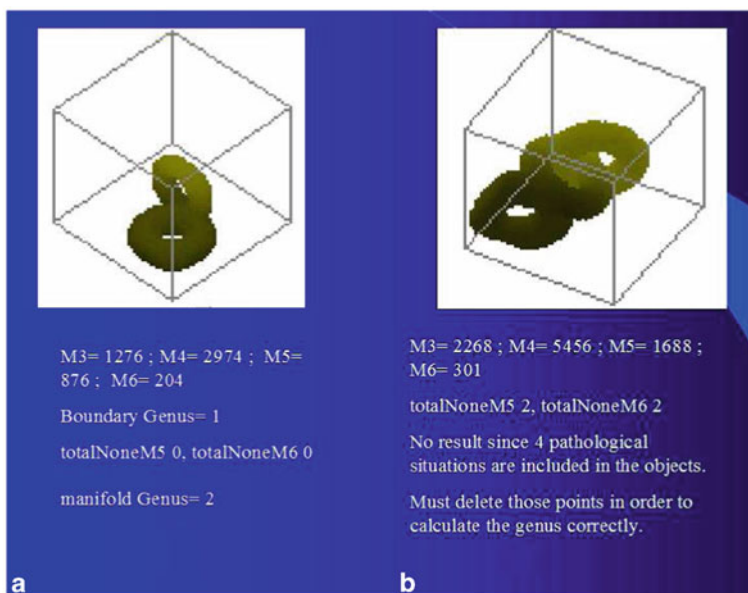 M3= 1276 ; M4= 2974 ; M5=
876 ; M6= 204
Boundary Genus= 1
totalNoneM5 0, totalNoneM6 0
manifold Genus= 2
a
M3= 2268 ; M4= 5456 ; M5= 1688 ;
M6= 301
totalNoneM5 2, totalNoneM6 2
No result since 4 pathological
situations are included in the objects.
Must delete those points in order to
calculate the genus correctly.
b